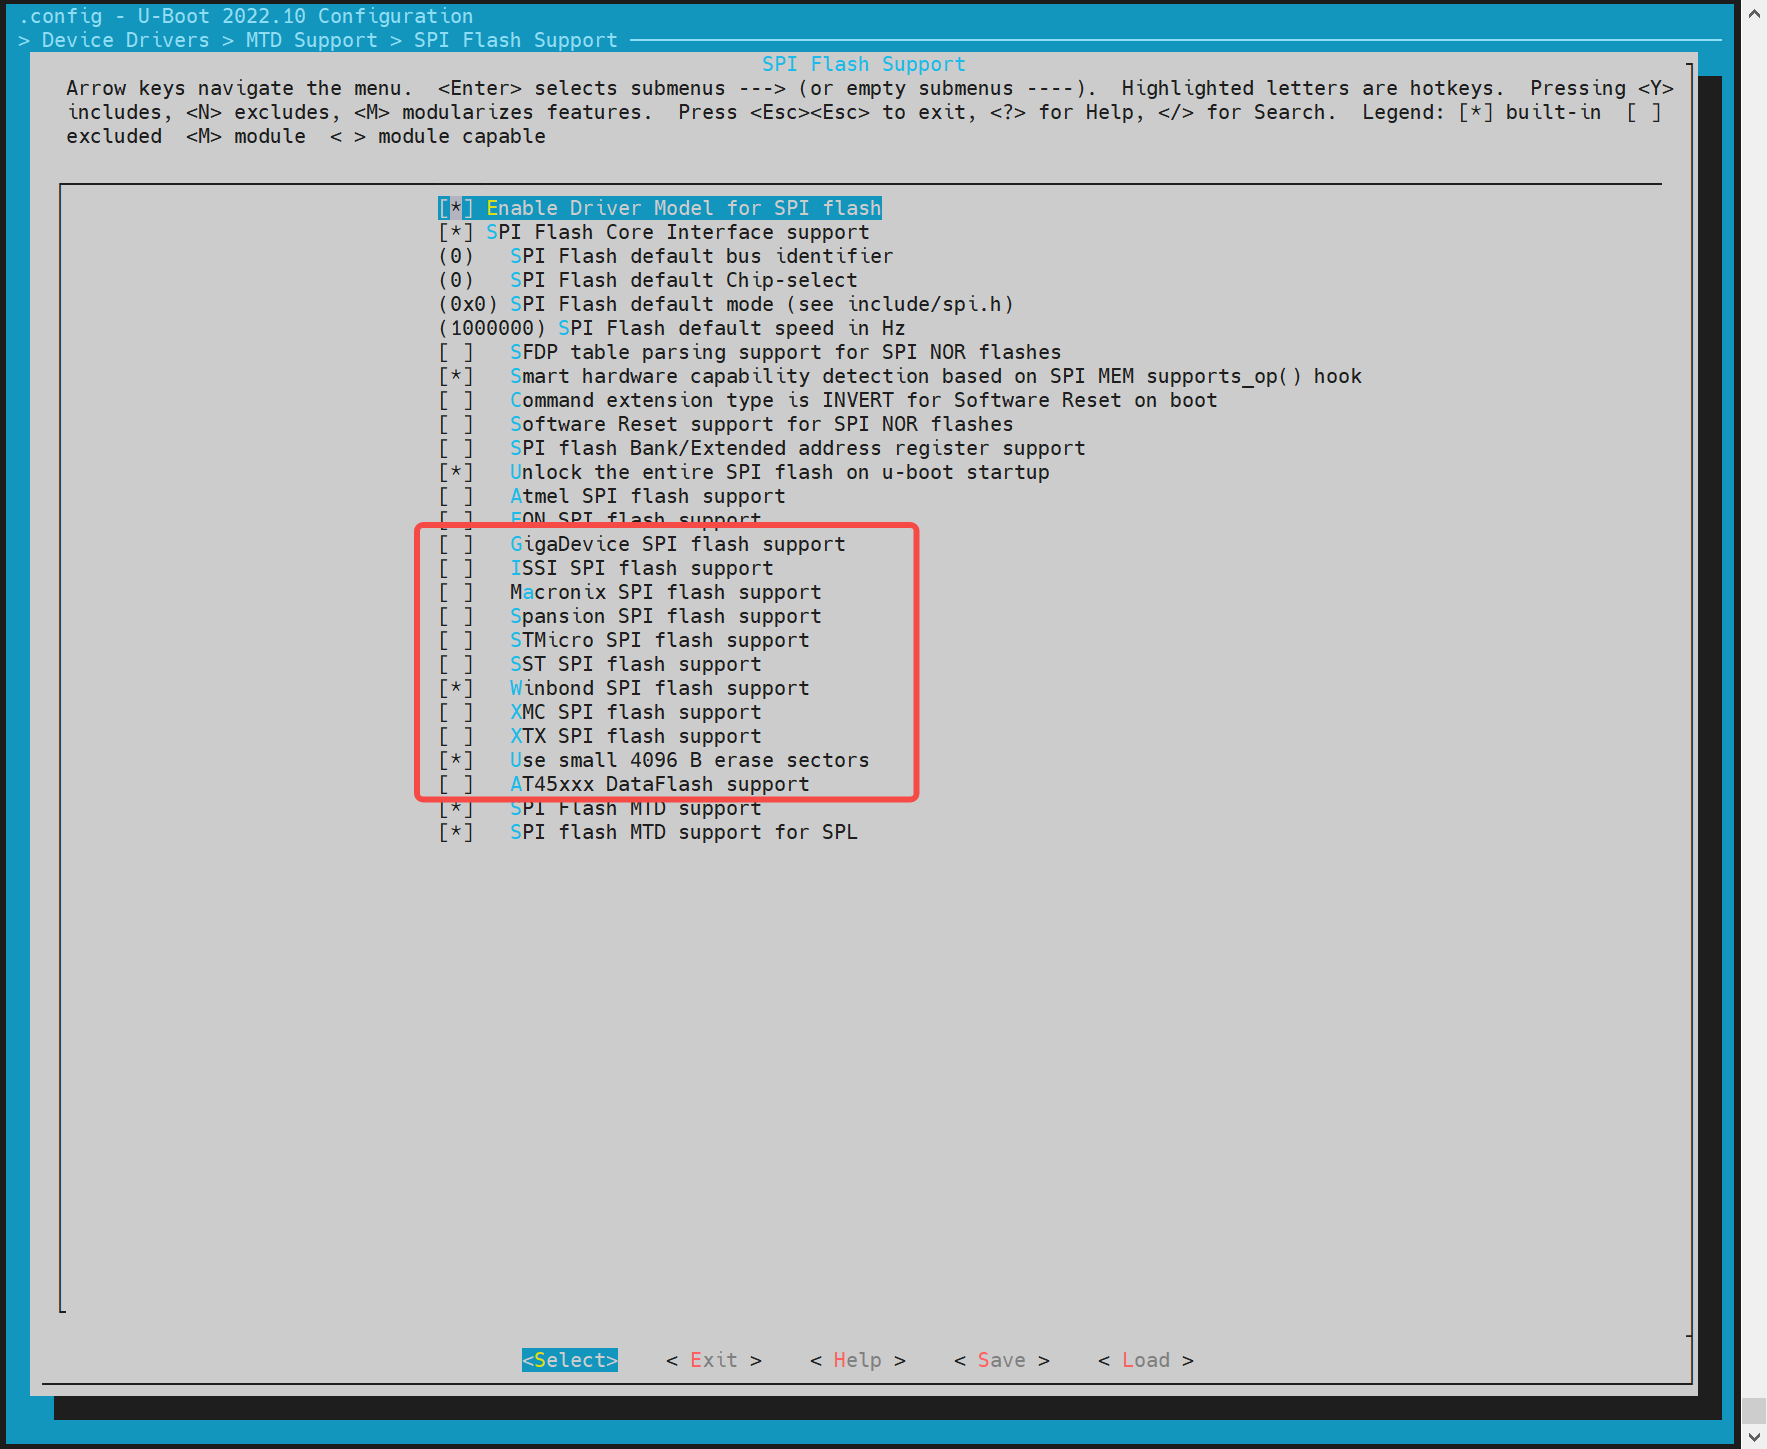 .config - U-Boot 2022.10 Configuration
> Device Drivers > MTD Support > SPI Flash Support
SPI Flash Support
Arrow keys navigate the menu.  <Enter> selects submenus ---> (or empty submenus ----).  Highlighted letters are hotkeys.  Pressing <Y>
includes, <N> excludes, <M> modularizes features.  Press <Esc><Esc> to exit, <?> for Help, </> for Search.  Legend: [*] built-in  [ ]
excluded  <M> module  < > module capable
[*] Enable Driver Model for SPI flash
[*] SPI Flash Core Interface support
(0)   SPI Flash default bus identifier
(0)   SPI Flash default Chip-select
(0x0) SPI Flash default mode (see include/spi.h)
(1000000) SPI Flash default speed in Hz
[ ]   SFDP table parsing support for SPI NOR flashes
[*]   Smart hardware capability detection based on SPI MEM supports_op() hook
[ ]   Command extension type is INVERT for Software Reset on boot
[ ]   Software Reset support for SPI NOR flashes
[ ]   SPI flash Bank/Extended address register support
[*]   Unlock the entire SPI flash on u-boot startup
[ ]   Atmel SPI flash support
[ ]   EON SPI flash support
[ ]   GigaDevice SPI flash support
[ ]   ISSI SPI flash support
[ ]   Macronix SPI flash support
[ ]   Spansion SPI flash support
[ ]   STMicro SPI flash support
[ ]   SST SPI flash support
[*]   Winbond SPI flash support
[ ]   XMC SPI flash support
[ ]   XTX SPI flash support
[*]   Use small 4096 B erase sectors
[ ]   AT45xxx DataFlash support
[*]   SPI Flash MTD support
[*]   SPI flash MTD support for SPL
<Select>    < Exit >    < Help >    < Save >    < Load >